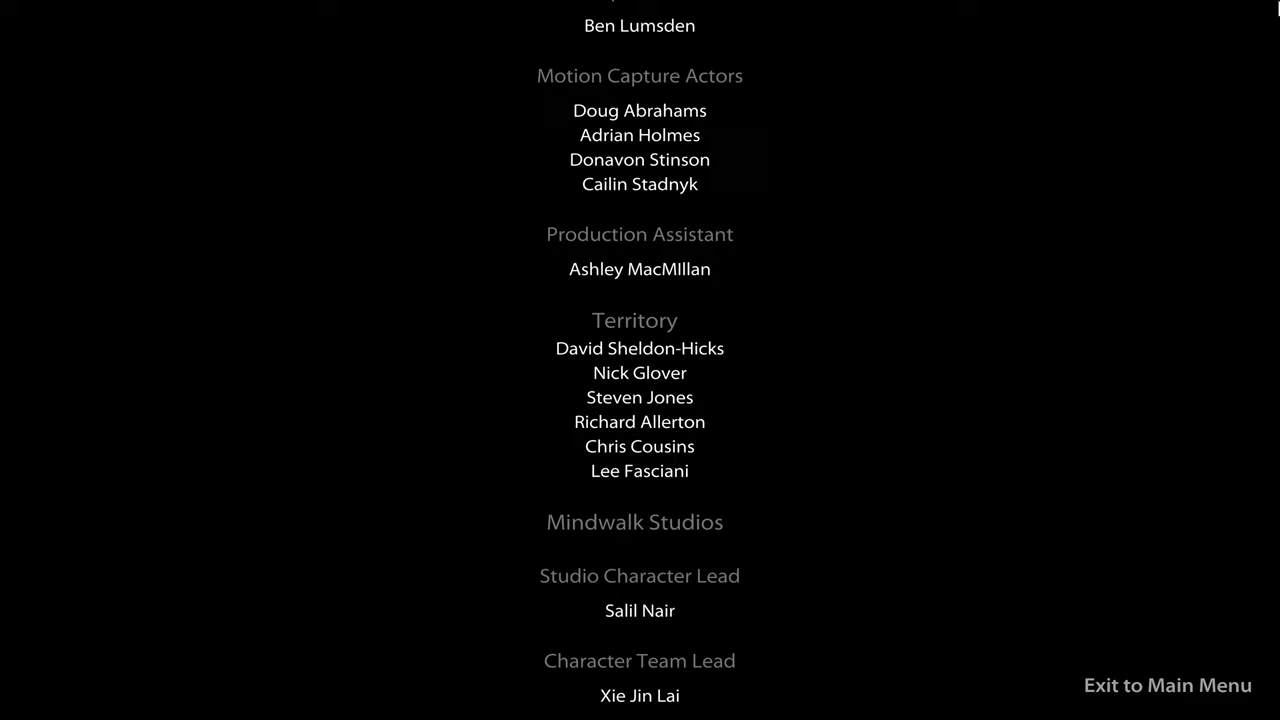 Ben Lumsden
Motion Capture Actors
Doug Abrahams
Adrian Holmes
Donavon Stinson
Cailin Stadnyk
Production Assistant
Ashley MacMIllan
Territory
David Sheldon-Hicks
Nick Glover
Steven Jones
Richard Allerton
Chris Cousins
Lee Fasciani
Mindwalk Studios
Studio Character Lead
Salil Nair
Character Team Lead
Xie Jin Lai
Exit to Main Menu